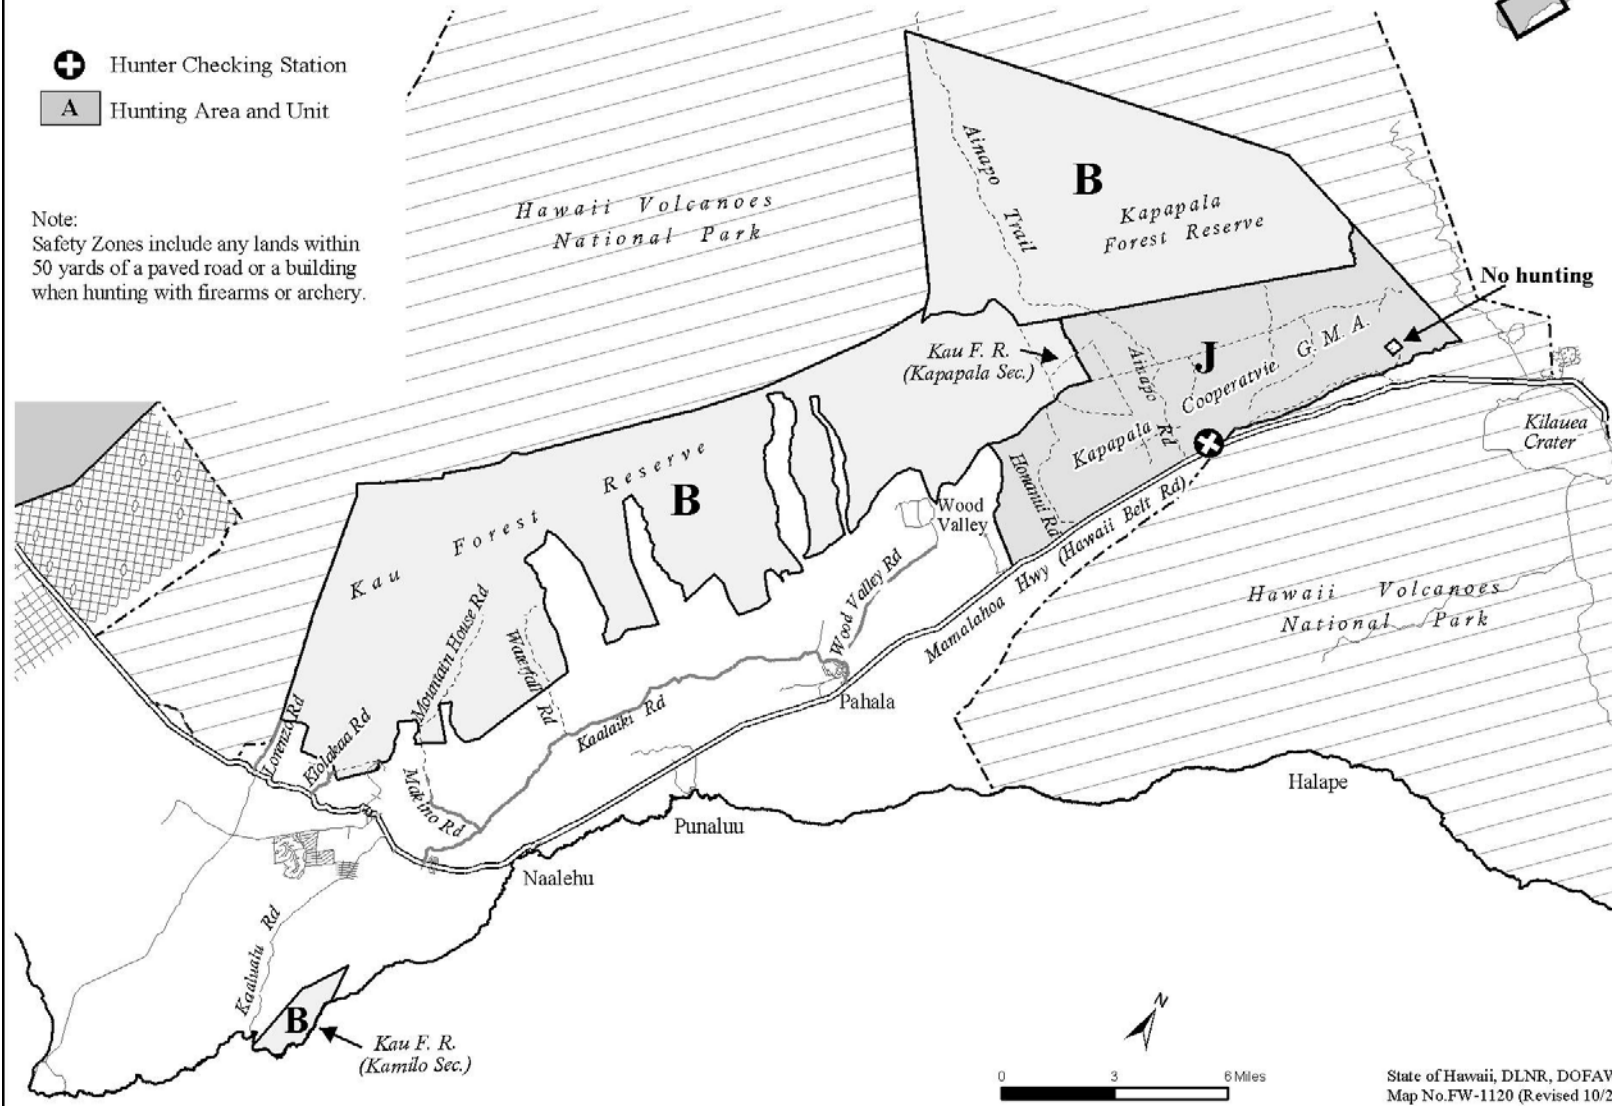 Hunter Checking Station
A
Hunting Area and Unit
Note:
Safety Zones include any lands within
50 yards of a paved road or a building
when hunting with firearms or archery.
Hawaii Volcanoes
National Park
Ainapo
Trail
B
Kapapala
Forest Reserve
No hunting
Kau F. R.
(Kapapala Sec.)
J
Ainapo
Rd
Kapapala
Cooperatvie
G. M. A.
Honanui Rd
Kilauea
Crater
Kau Forest Reserve
B
Wood
Valley
Wood Valley Rd
Mamalahoa Hwy (Hawaii Belt Rd)
Hawaii Volcanoes
National Park
Mountain House Rd
Waterfall Rd
Lorenzo Rd
Kiolakaa Rd
Kaalaiki Rd
Makino Rd
Pahala
Punaluu
Halape
Naalehu
Kaalualu Rd
B
Kau F. R.
(Kamilo Sec.)
N
0 3 6 Miles
State of Hawaii, DLNR, DOFAW
Map No.FW-1120 (Revised 10/2